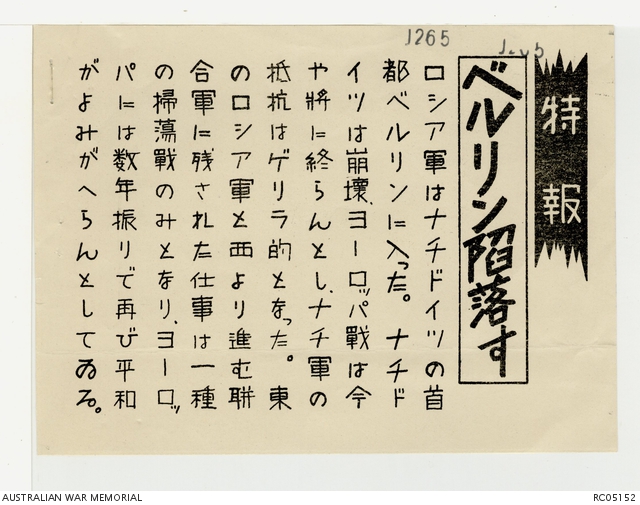 J265
特報
ベルリン陷落す
ロシア軍はナチドイツの首
都ベルリンに入った。ナチド
イツは崩壊、ヨーロッパ戰は今
や將に終らんとし、ナチ軍の
抵抗はゲリラ的となった。東
のロシア軍と西より進む聯
合軍に残された仕事は一種
の掃蕩戰のみとなり、ヨーロッ
パには数年振りで再び平和
がよみがへらんとしてゐる。
AUSTRALIAN WAR MEMORIAL
RC05152